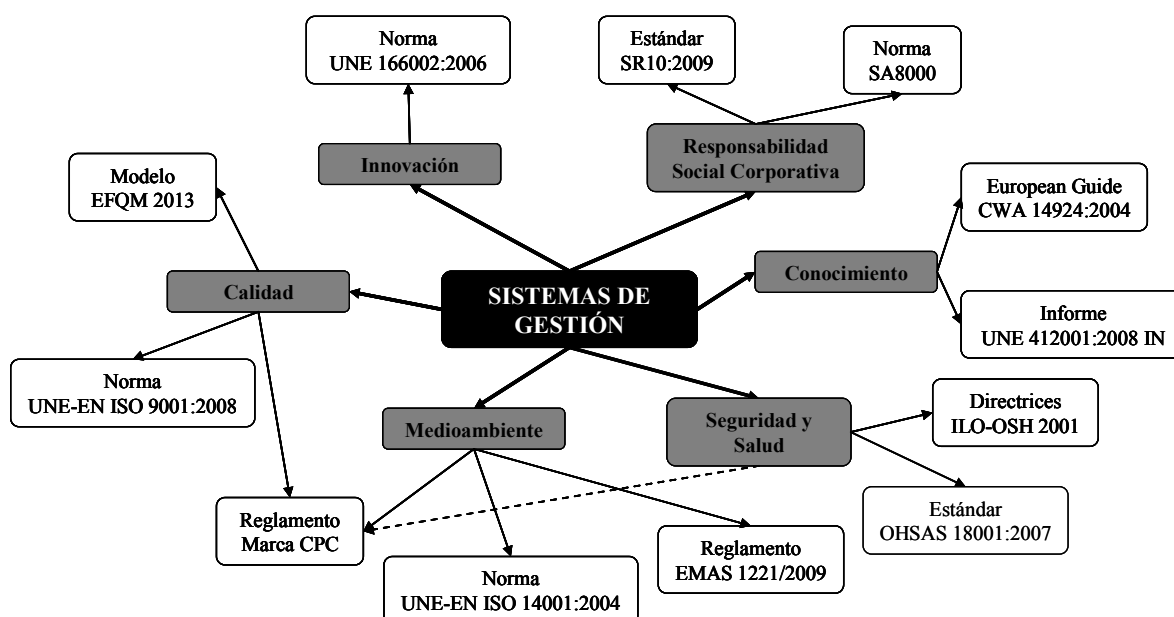 Norma
UNE 166002:2006
Estándar
SR10:2009
Norma
SA8000
Innovación
Responsabilidad
Social Corporativa
Modelo
EFQM 2013
European Guide
CWA 14924:2004
Calidad
SISTEMAS DE
GESTIÓN
Conocimiento
Informe
UNE 412001:2008 IN
Norma
UNE-EN ISO 9001:2008
Medioambiente
Seguridad y
Salud
Directrices
ILO-OSH 2001
Reglamento
Marca CPC
Estándar
OHSAS 18001:2007
Reglamento
EMAS 1221/2009
Norma
UNE-EN ISO 14001:2004